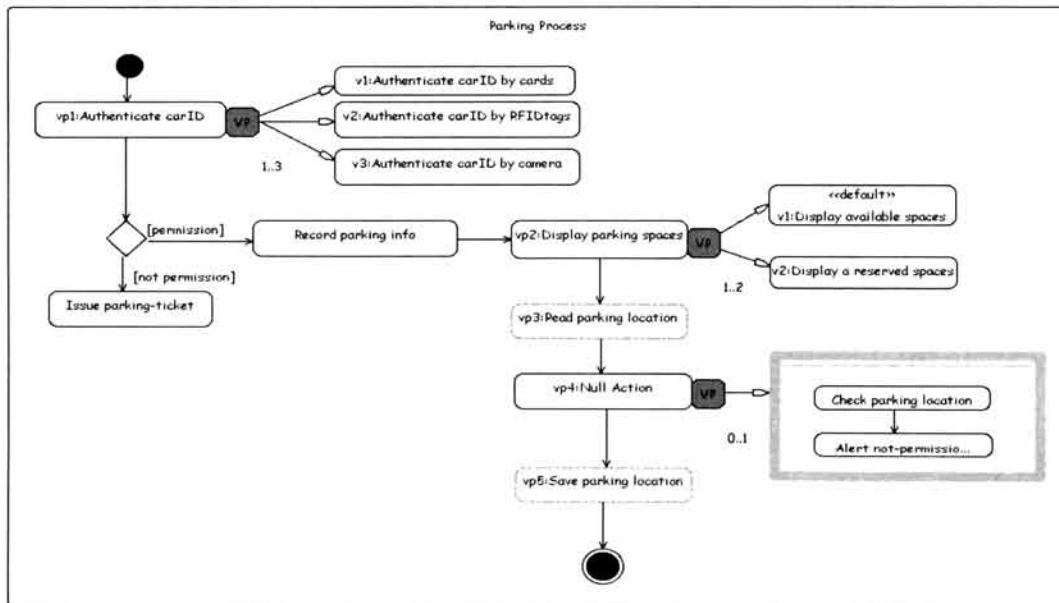 Parking Process
vp1:Authenticate carID
VP
1..3
v1:Authenticate carID by cards
v2:Authenticate carID by RFIDtags
v3:Authenticate carID by camera
[permission]
[not permission]
Issue parking-ticket
Record parking info
vp2:Display parking spaces
VP
1..2
«default»
v1:Display available spaces
v2:Display a reserved spaces
vp3:Read parking location
vp4:Null Action
VP
0..1
Check parking location
Alert not-permissio...
vp5:Save parking location